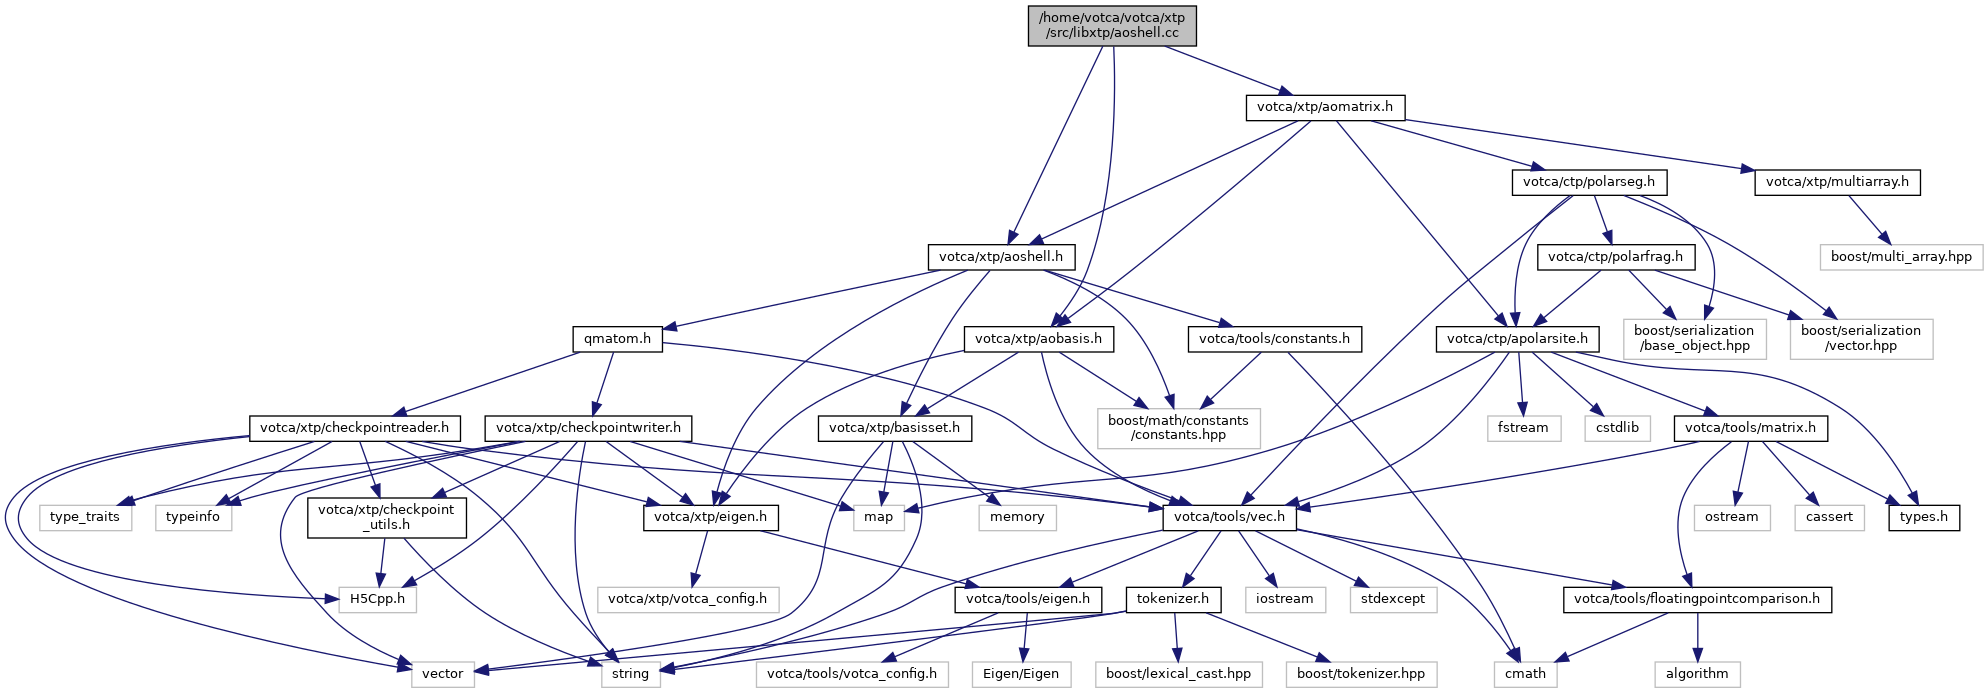 /home/votca/votca/xtp
/src/libxtp/aoshell.cc
votca/xtp/aomatrix.h
votca/ctp/polarseg.h
votca/xtp/multiarray.h
votca/xtp/aoshell.h
votca/ctp/polarfrag.h
boost/multi_array.hpp
qmatom.h
votca/xtp/aobasis.h
votca/tools/constants.h
votca/ctp/apolarsite.h
boost/serialization
/base_object.hpp
boost/serialization
/vector.hpp
votca/xtp/checkpointreader.h
votca/xtp/checkpointwriter.h
votca/xtp/basisset.h
boost/math/constants
/constants.hpp
fstream
cstdlib
votca/tools/matrix.h
type_traits
typeinfo
votca/xtp/checkpoint
_utils.h
votca/xtp/eigen.h
map
memory
votca/tools/vec.h
ostream
cassert
types.h
H5Cpp.h
votca/xtp/votca_config.h
votca/tools/eigen.h
tokenizer.h
iostream
stdexcept
votca/tools/floatingpointcomparison.h
vector
string
votca/tools/votca_config.h
Eigen/Eigen
boost/lexical_cast.hpp
boost/tokenizer.hpp
cmath
algorithm